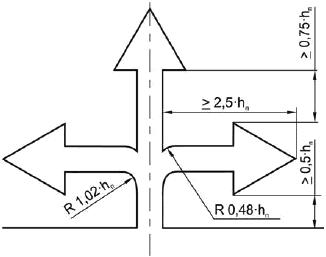 ≥ 0,75·hₙ
≥ 2,5·hₙ
≥ 0,5·hₙ
R 1,02·hₙ
R 0,48·hₙ